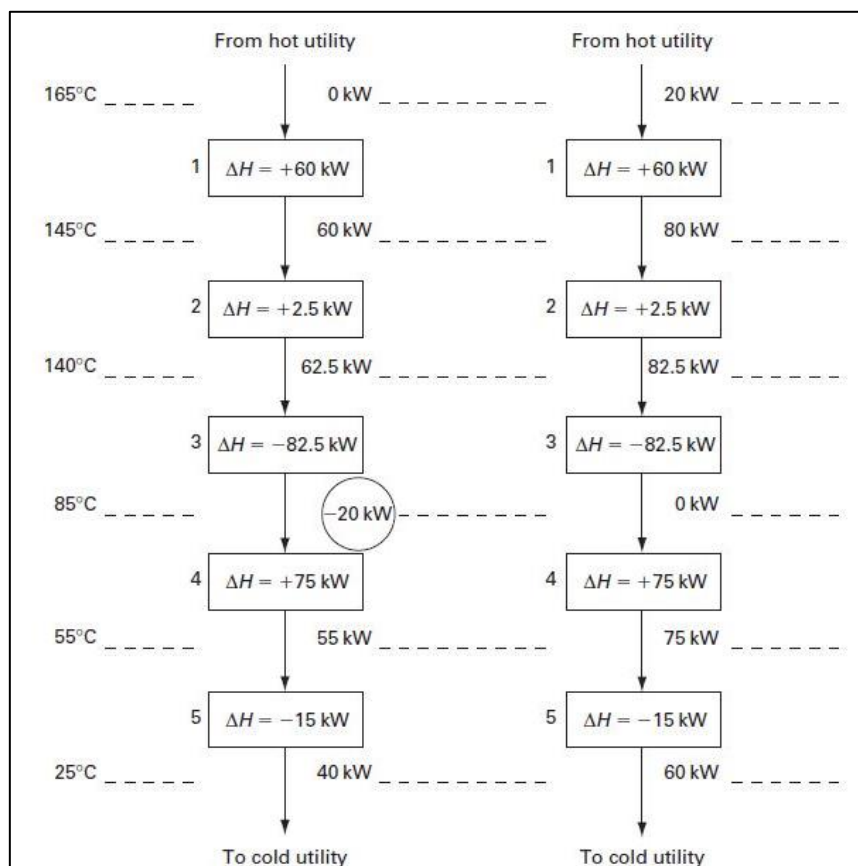 From hot utility From hot utility
165°C 0 kW 20 kW
1 ΔH = +60 kW 1 ΔH = +60 kW
145°C 60 kW 80 kW
2 ΔH = +2.5 kW 2 ΔH = +2.5 kW
140°C 62.5 kW 82.5 kW
3 ΔH = −82.5 kW 3 ΔH = −82.5 kW
85°C −20 kW 0 kW
4 ΔH = +75 kW 4 ΔH = +75 kW
55°C 55 kW 75 kW
5 ΔH = −15 kW 5 ΔH = −15 kW
25°C 40 kW 60 kW
To cold utility To cold utility